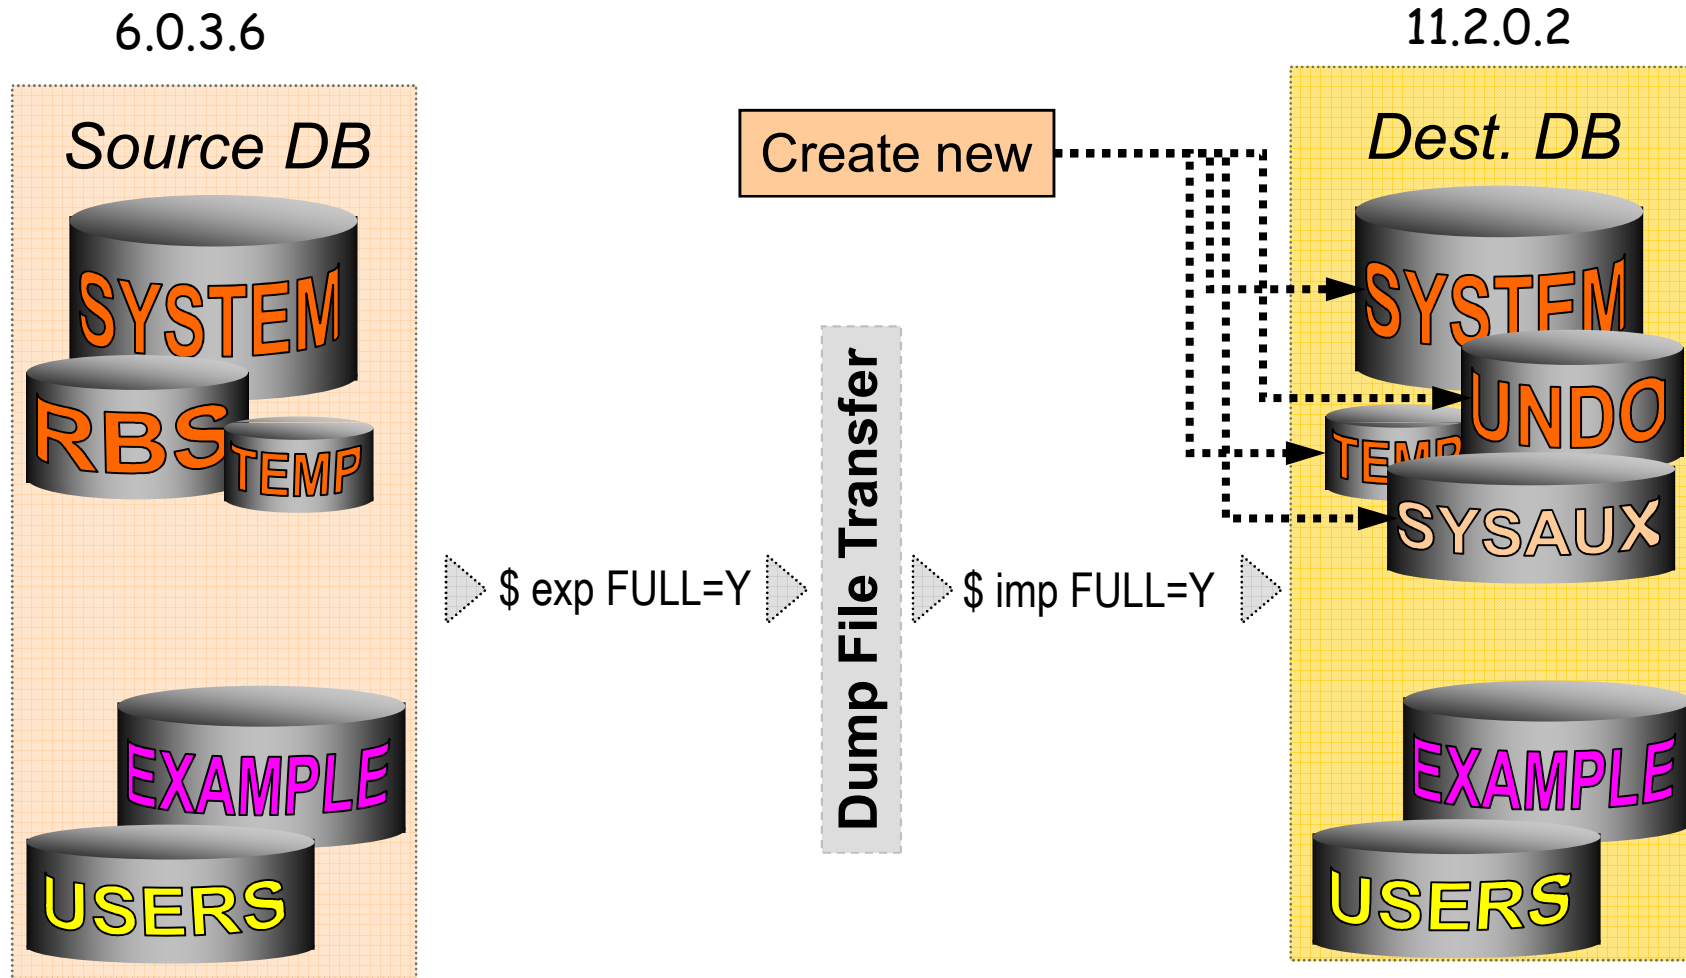 6.0.3.6
11.2.0.2
Source DB
Create new
Dest. DB
SYSTEM
RBS
TEMP
SYSTEM
UNDO
TEMP
SYSAUX
$ exp FULL=Y
Dump File Transfer
$ imp FULL=Y
EXAMPLE
USERS
EXAMPLE
USERS